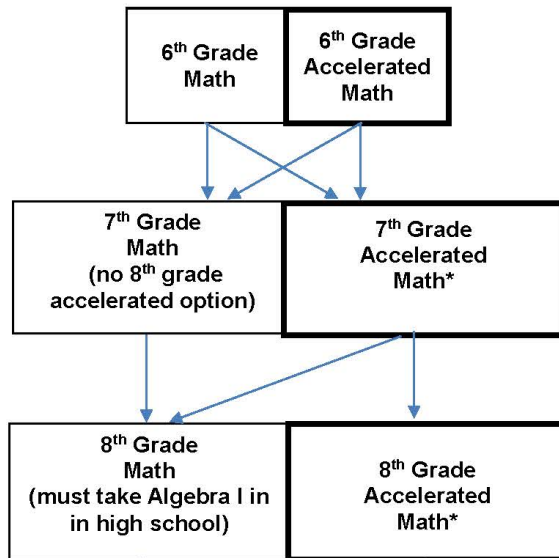 6th Grade
Math
6th Grade
Accelerated
Math
7th Grade
Math
(no 8th grade
accelerated option)
7th Grade
Accelerated
Math*
8th Grade
Math
(must take Algebra I in
in high school)
8th Grade
Accelerated
Math*